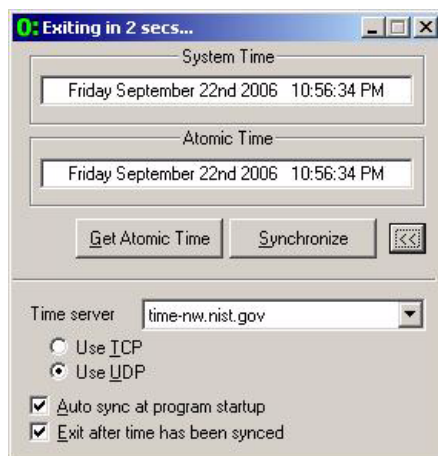 0: Exiting in 2 secs...
System Time
Friday September 22nd 2006 10:56:34 PM
Atomic Time
Friday September 22nd 2006 10:56:34 PM
Get Atomic Time Synchronize <<
Time server time-nw.nist.gov
Use TCP
Use UDP
Auto sync at program startup
Exit after time has been synced